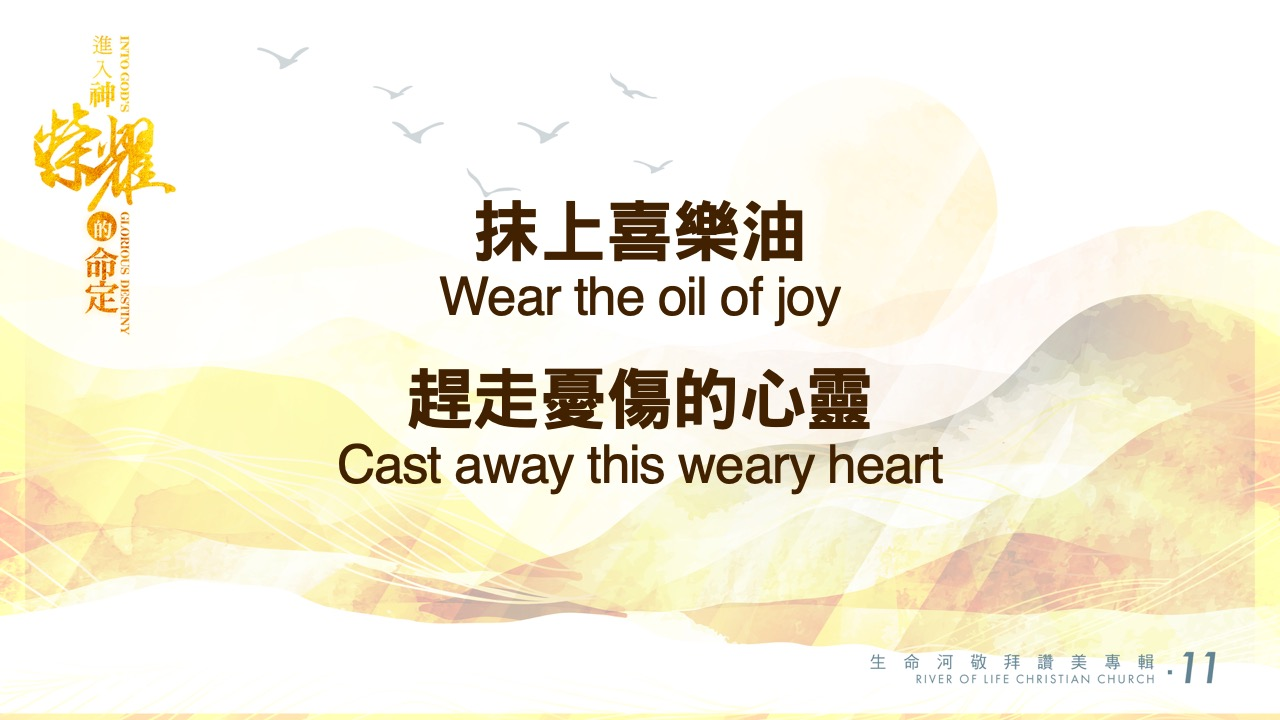 進入神
榮耀
的
命定
INTO GOD'S
GLORIOUS DESTINY
抹上喜樂油
Wear the oil of joy
趕走憂傷的心靈
Cast away this weary heart
生命河敬拜讚美專輯
RIVER OF LIFE CHRISTIAN CHURCH
·11